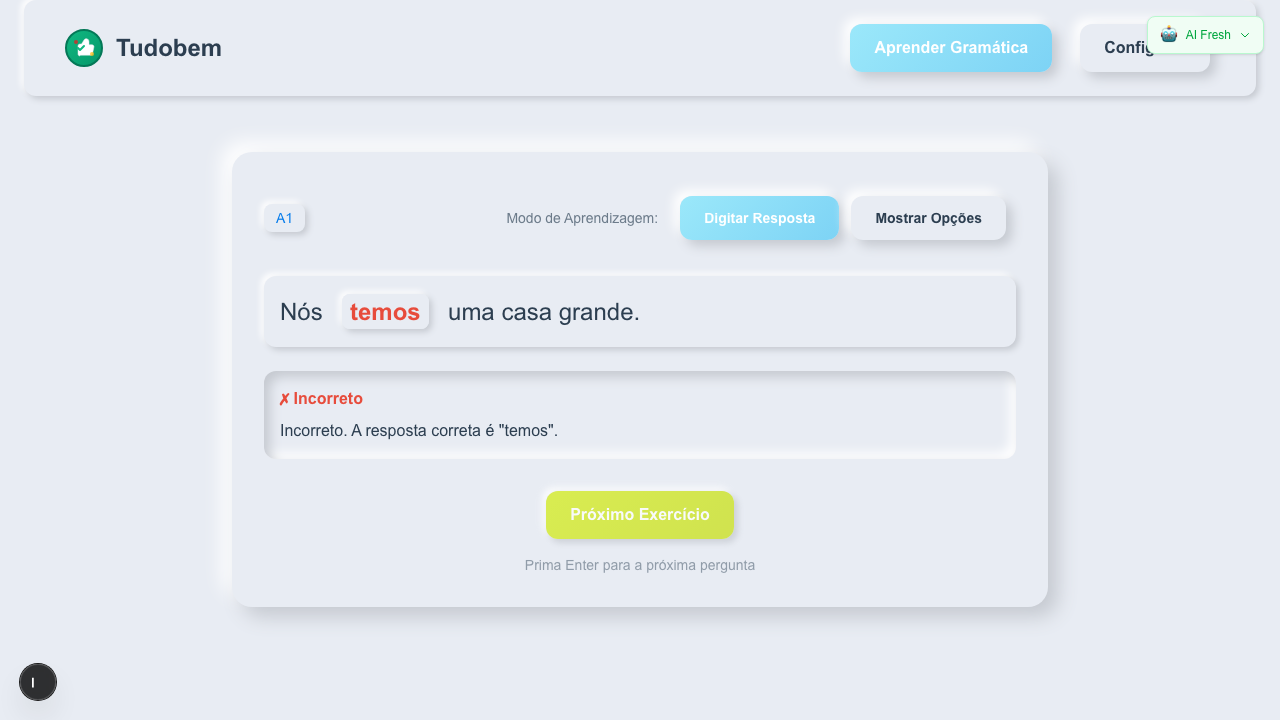 Tudobem
Aprender Gramática
Config
AI Fresh
A1
Modo de Aprendizagem:
Digitar Resposta
Mostrar Opções
Nós temos uma casa grande.
✗ Incorreto
Incorreto. A resposta correta é "temos".
Próximo Exercício
Prima Enter para a próxima pergunta